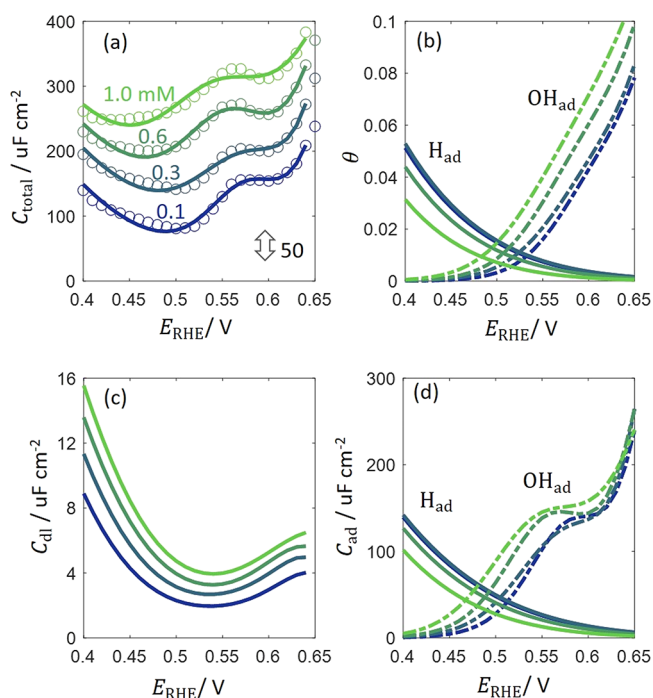 (a)
400
300
200
100
0
C_total / uF cm⁻²
1.0 mM
0.6
0.3
0.1
50
0.4 0.45 0.5 0.55 0.6 0.65
E_RHE/ V
(b)
0.1
0.08
0.06
0.04
0.02
0
θ
OH_ad
H_ad
0.4 0.45 0.5 0.55 0.6 0.65
E_RHE/ V
(c)
16
12
8
4
0
C_dl / uF cm⁻²
0.4 0.45 0.5 0.55 0.6 0.65
E_RHE/ V
(d)
300
200
100
0
C_ad / uF cm⁻²
OH_ad
H_ad
0.4 0.45 0.5 0.55 0.6 0.65
E_RHE/ V